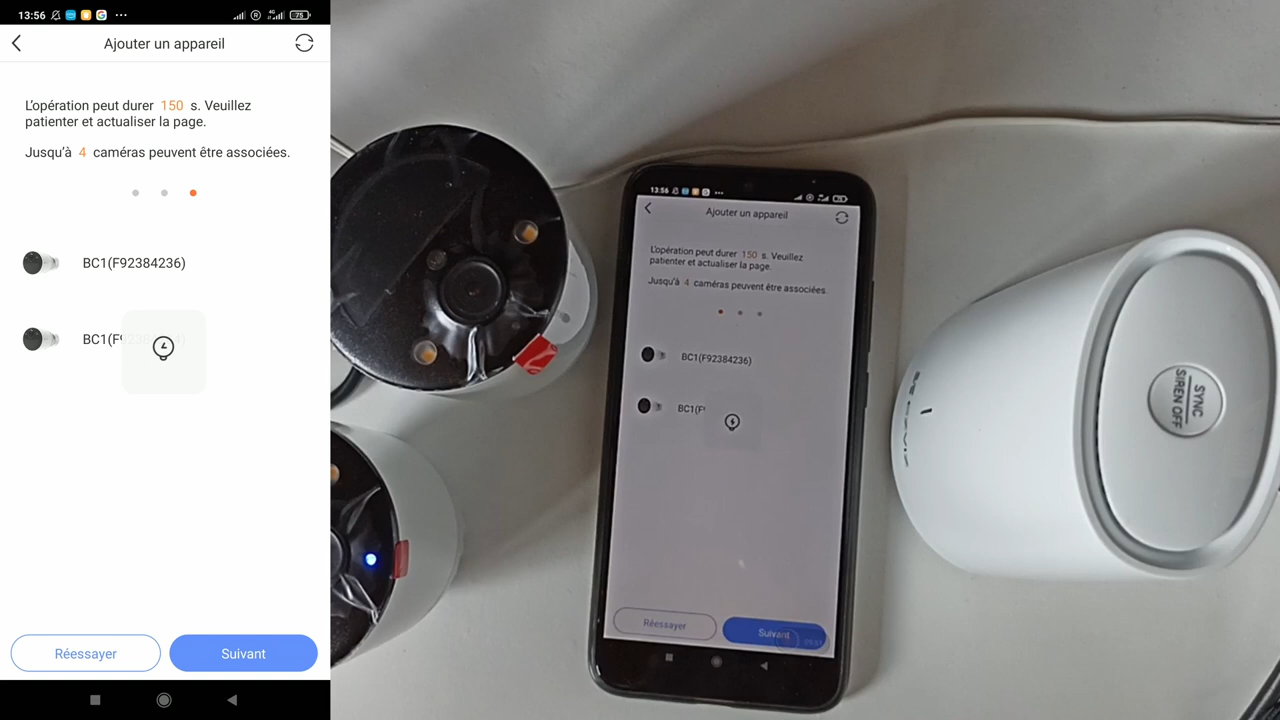 13:56
75
Ajouter un appareil
L'opération peut durer 150 s. Veuillez
patienter et actualiser la page.
Jusqu'à 4 caméras peuvent être associées.
BC1(F92384236)
BC1(F9
Réessayer
Suivant
13:56
Ajouter un appareil
L'opération peut durer 150 s. Veuillez
patienter et actualiser la page.
Jusqu'à 4 caméras peuvent être associées.
BC1(F92384236)
BC1(F
Réessayer
Suivant
SYNC
SIREN OFF
EZVIZ